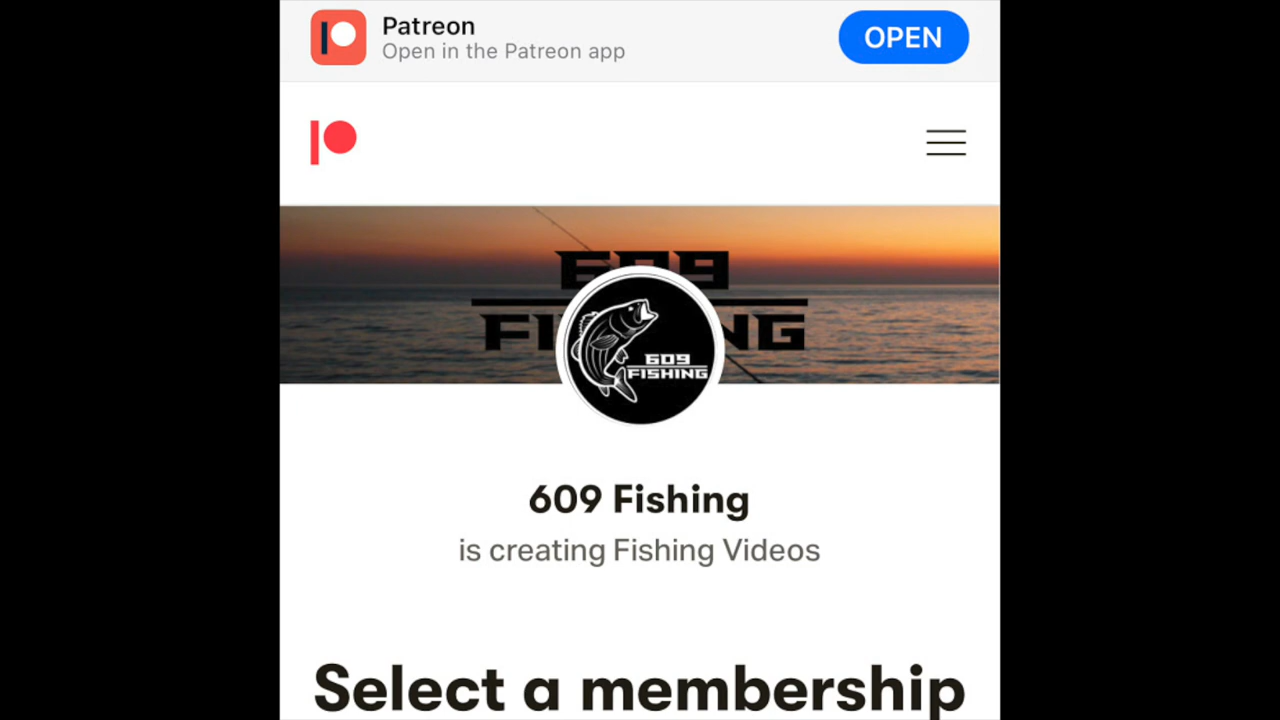 Patreon
Open in the Patreon app
OPEN
609
FISHING
609
FISHING
609 Fishing
is creating Fishing Videos
Select a membership